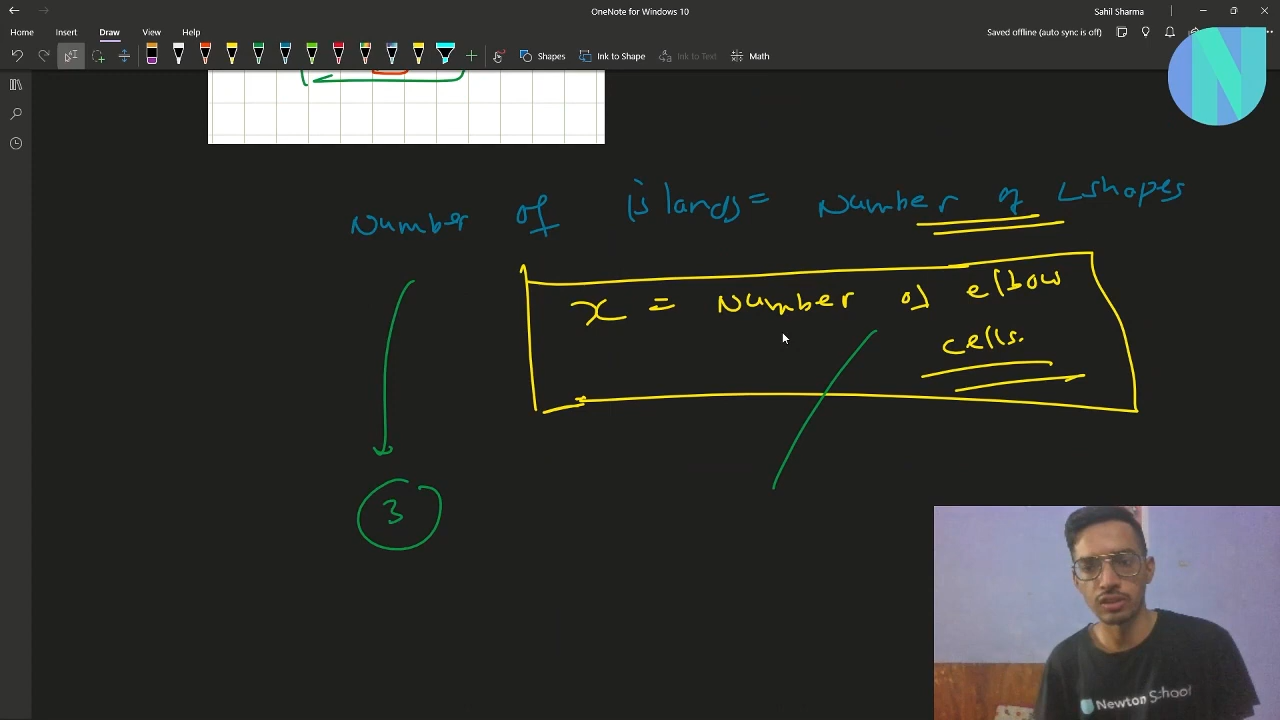 OneNote for Windows 10
Sahil Sharma
Home Insert Draw View Help
Saved offline (auto sync is off)
Shapes Ink to Shape Ink to Text Math
Number of islands = Number of L shapes
x = Number of elbow
cells.
3
Newton School